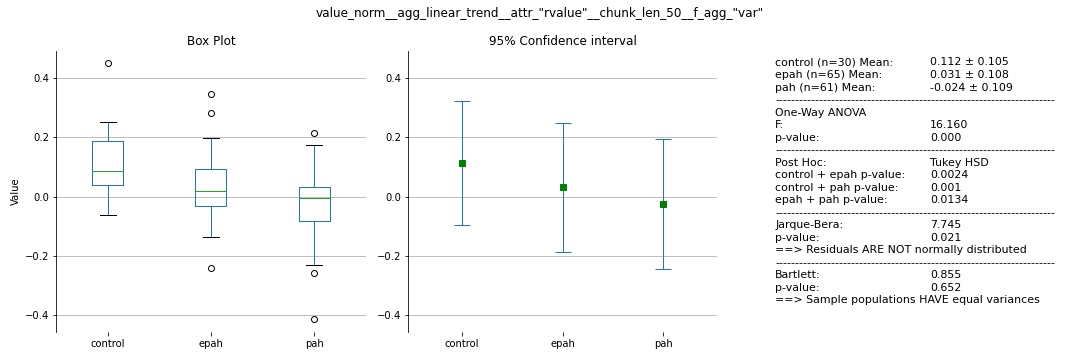 value_norm__agg_linear_trend__attr_"rvalue"__chunk_len_50__f_agg_"var"
Box Plot
Value
0.4
0.2
0.0
−0.2
−0.4
control
epah
pah
95% Confidence interval
0.4
0.2
0.0
−0.2
−0.4
control
epah
pah
control (n=30) Mean: 0.112 ± 0.105
epah (n=65) Mean: 0.031 ± 0.108
pah (n=61) Mean: -0.024 ± 0.109
One-Way ANOVA
F: 16.160
p-value: 0.000
Post Hoc: Tukey HSD
control + epah p-value: 0.0024
control + pah p-value: 0.001
epah + pah p-value: 0.0134
Jarque-Bera: 7.745
p-value: 0.021
==> Residuals ARE NOT normally distributed
Bartlett: 0.855
p-value: 0.652
==> Sample populations HAVE equal variances